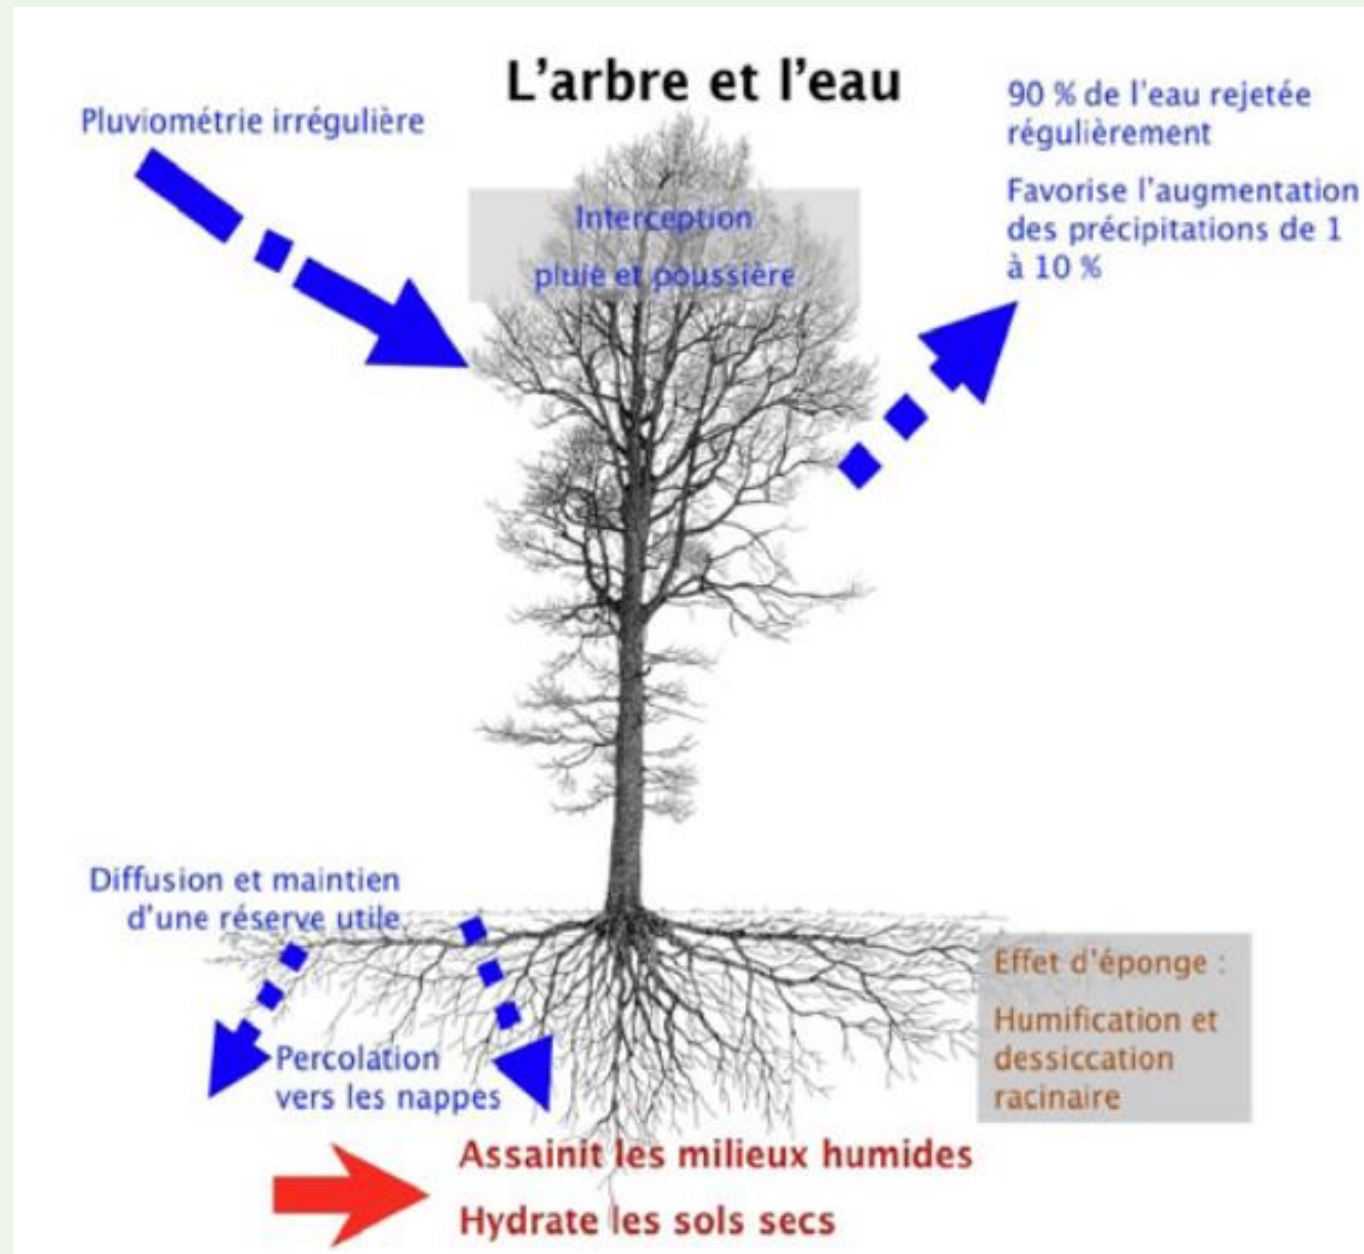 L'arbre et l'eau
Pluviométrie irrégulière
90 % de l'eau rejetée
régulièrement
Favorise l'augmentation
des précipitations de 1
à 10 %
Interception
pluie et poussière
Diffusion et maintien
d'une réserve utile
Percolation
vers les nappes
Effet d'éponge :
Humification et
dessiccation
racinaire
Assainit les milieux humides
Hydrate les sols secs